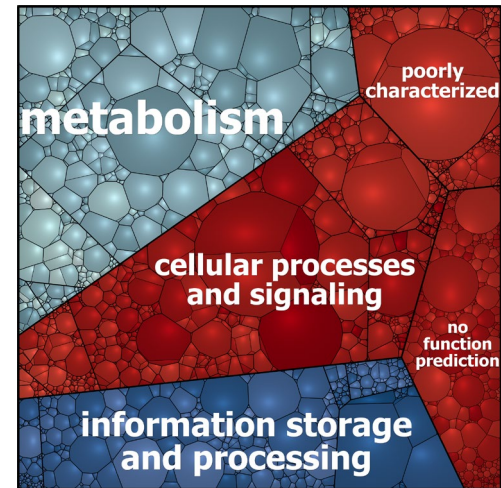 metabolism
poorly
characterized
cellular processes
and signaling
no
function
prediction
information storage
and processing